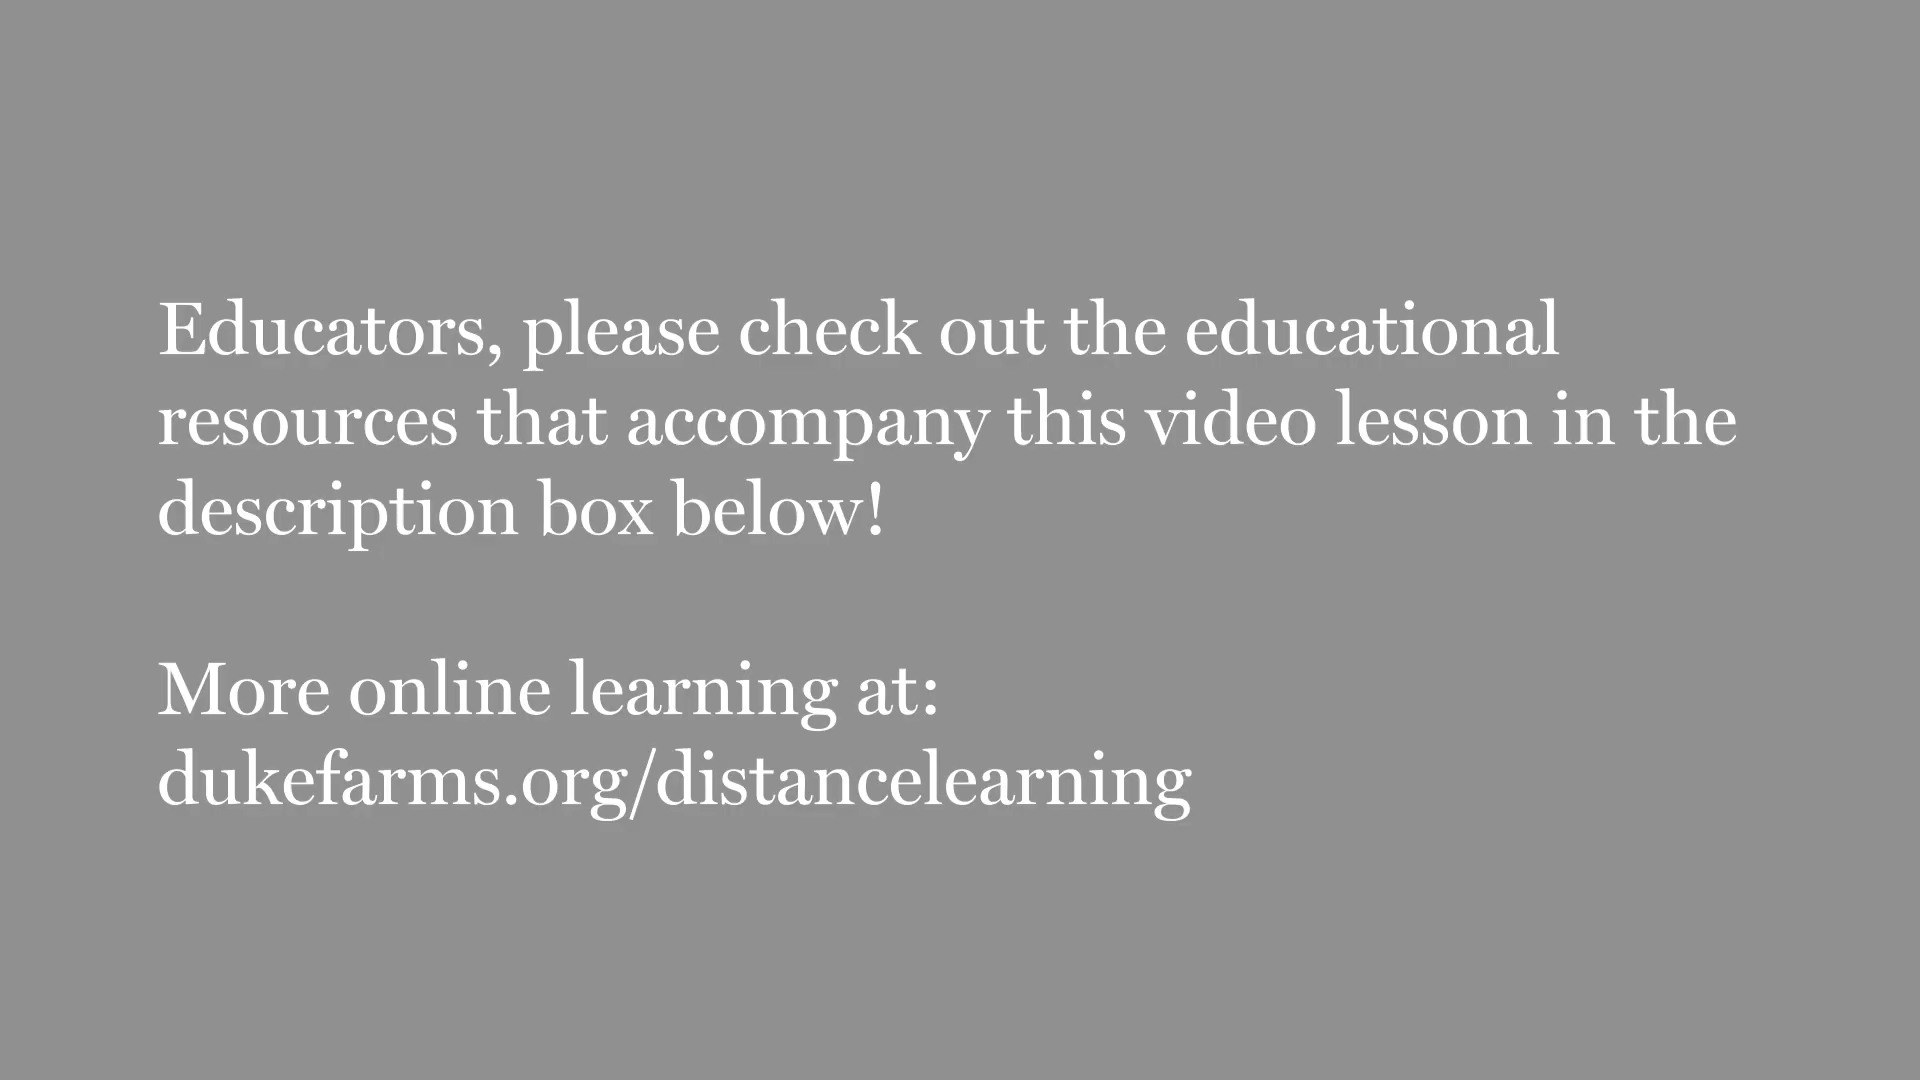 Educators, please check out the educational
resources that accompany this video lesson in the
description box below!
More online learning at:
dukefarms.org/distancelearning